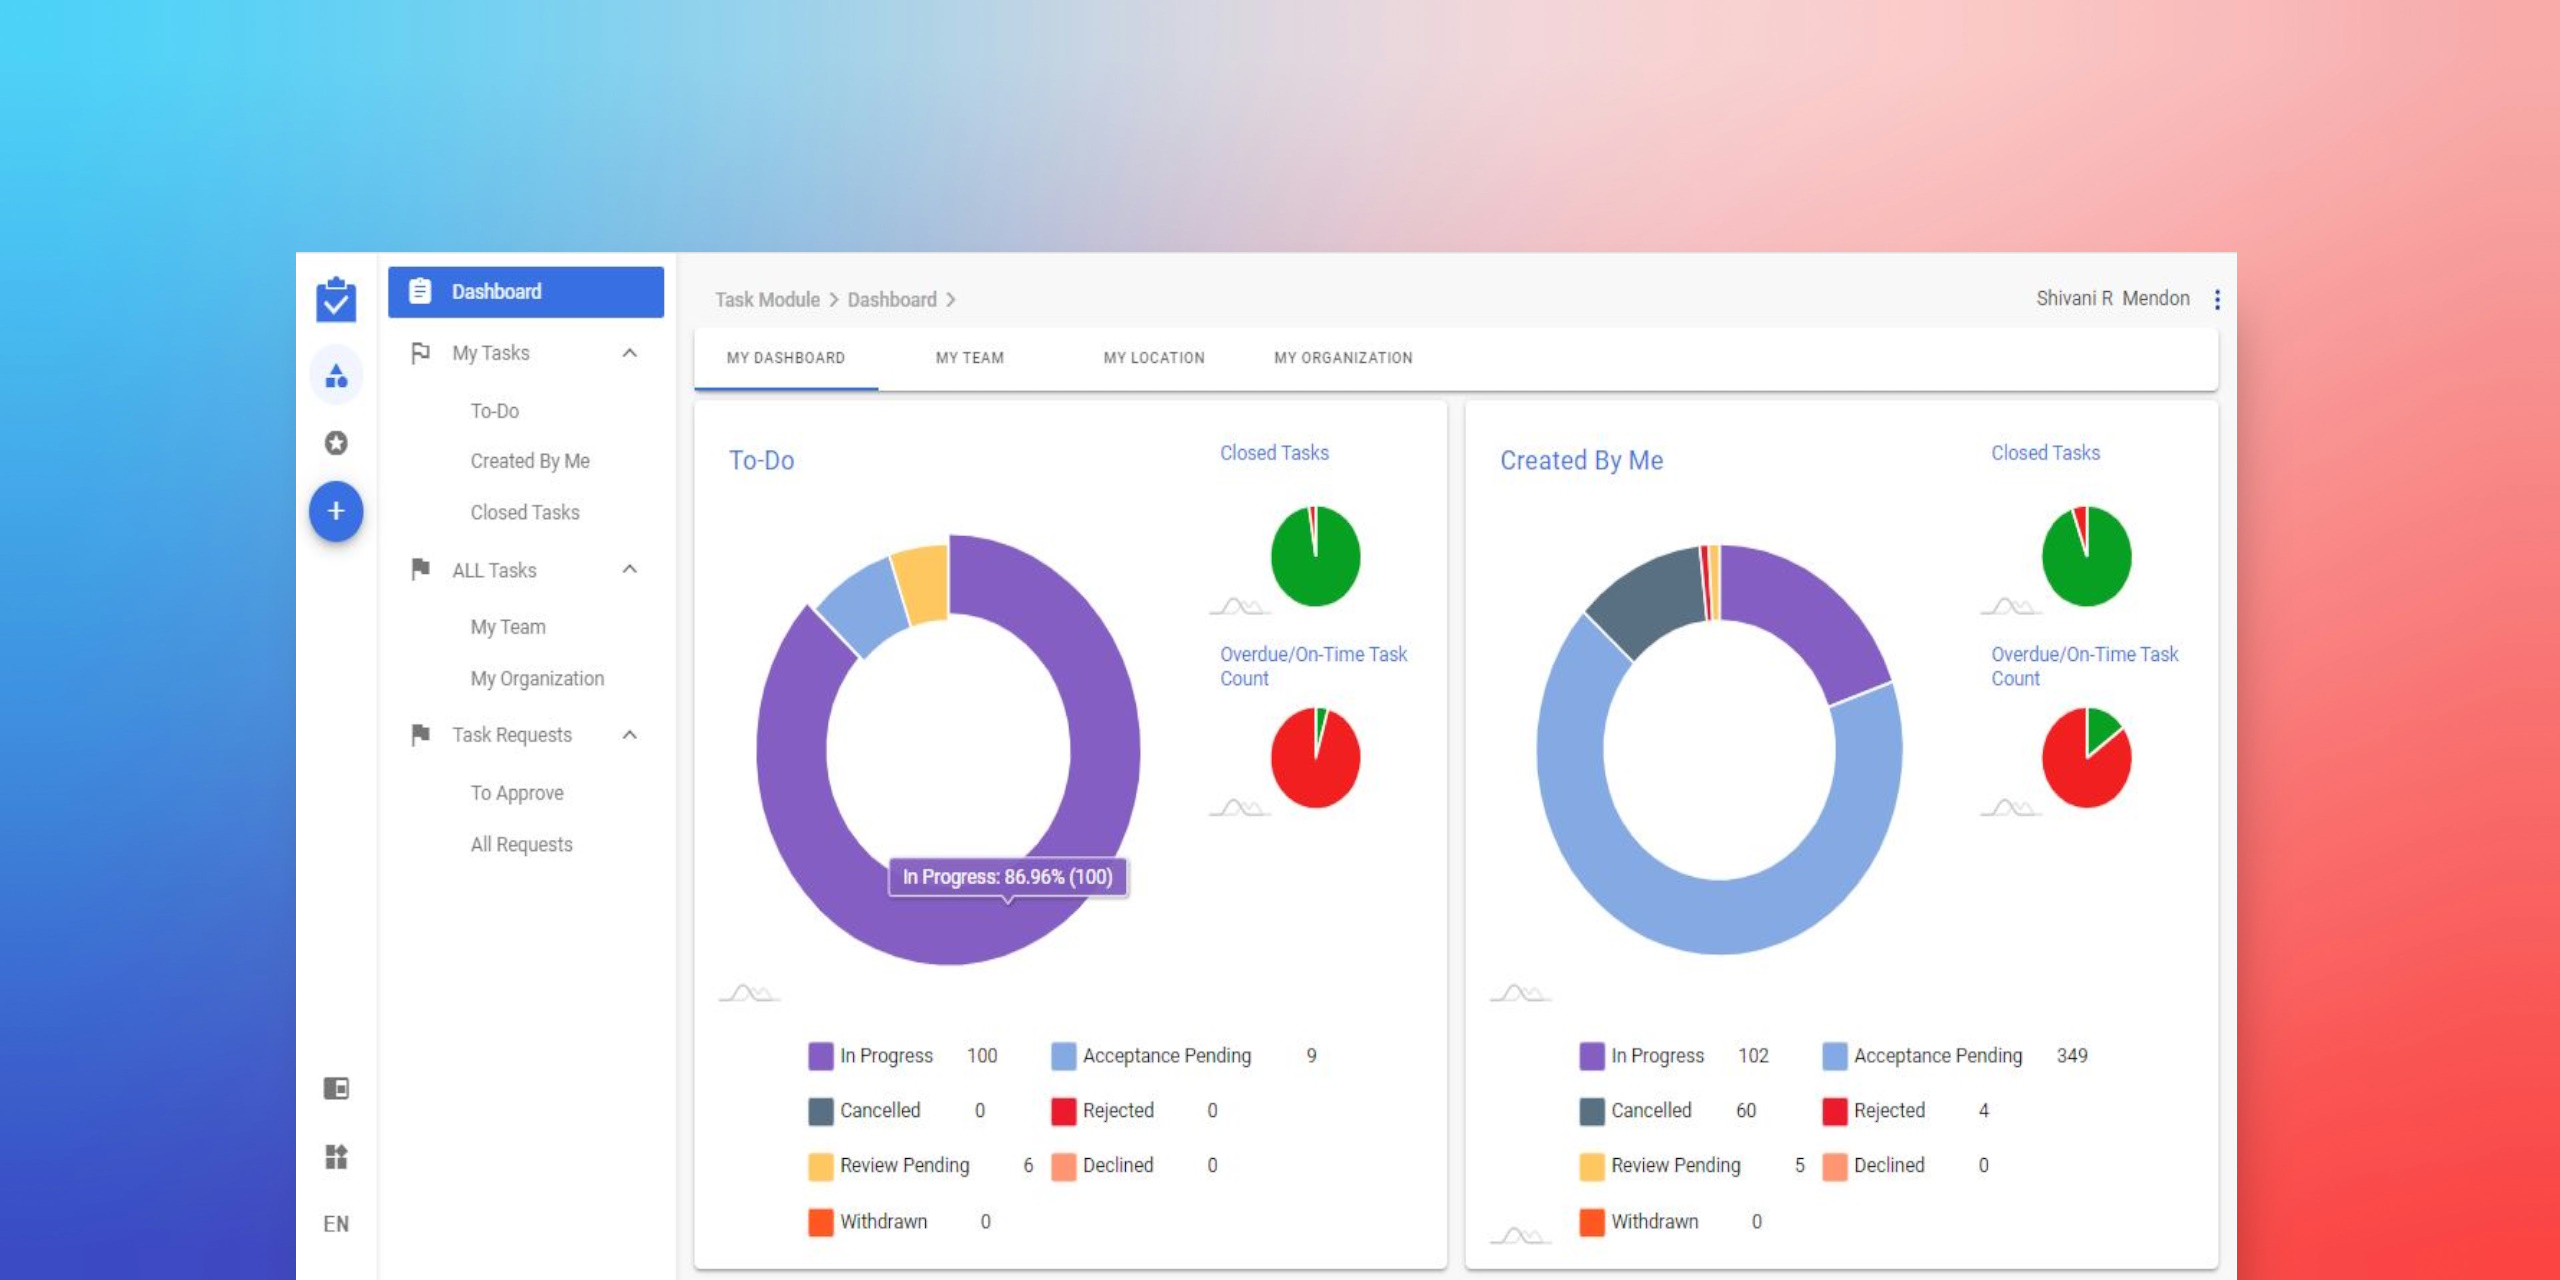 Dashboard
My Tasks
To-Do
Created By Me
Closed Tasks
ALL Tasks
My Team
My Organization
Task Requests
To Approve
All Requests
EN
Task Module > Dashboard >
Shivani R Mendon
MY DASHBOARD MY TEAM MY LOCATION MY ORGANIZATION
To-Do
Closed Tasks
Overdue/On-Time Task
Count
In Progress: 86.96% (100)
In Progress 100 Acceptance Pending 9
Cancelled 0 Rejected 0
Review Pending 6 Declined 0
Withdrawn 0
Created By Me
Closed Tasks
Overdue/On-Time Task
Count
In Progress 102 Acceptance Pending 349
Cancelled 60 Rejected 4
Review Pending 5 Declined 0
Withdrawn 0